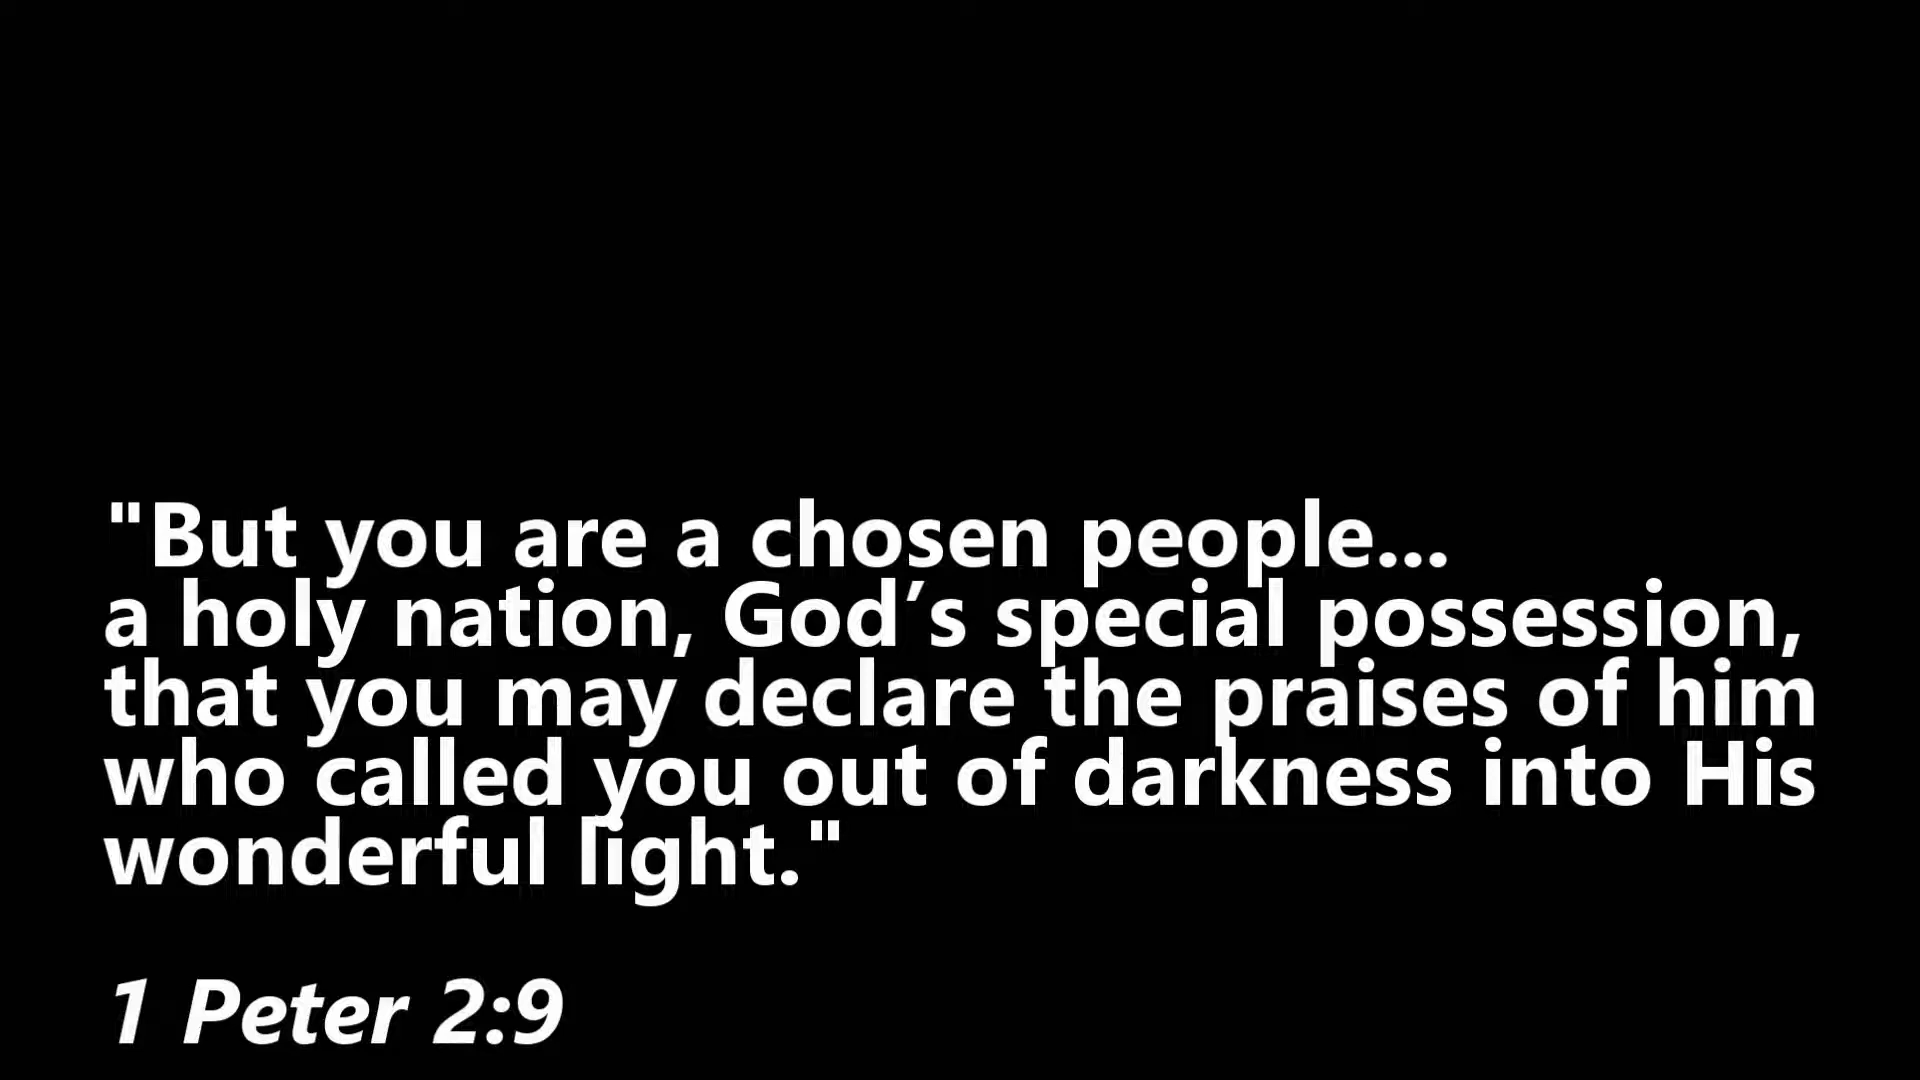 "But you are a chosen people...
a holy nation, God’s special possession,
that you may declare the praises of him
who called you out of darkness into His
wonderful light."
1 Peter 2:9